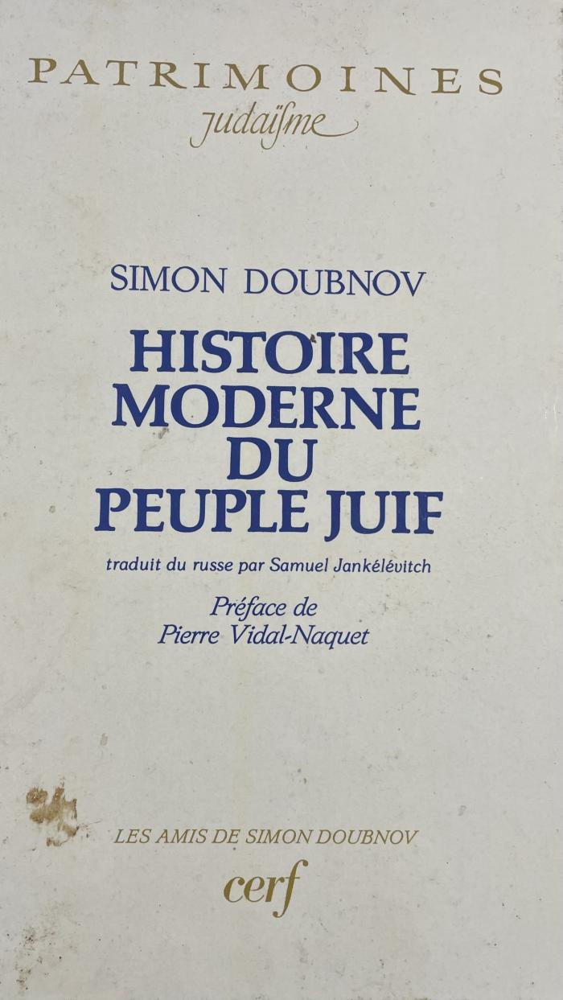 PATRIMOINES
judaïsme
SIMON DOUBNOV
HISTOIRE
MODERNE
DU
PEUPLE JUIF
traduit du russe par Samuel Jankélévitch
Préface de
Pierre Vidal-Naquet
LES AMIS DE SIMON DOUBNOV
cerf